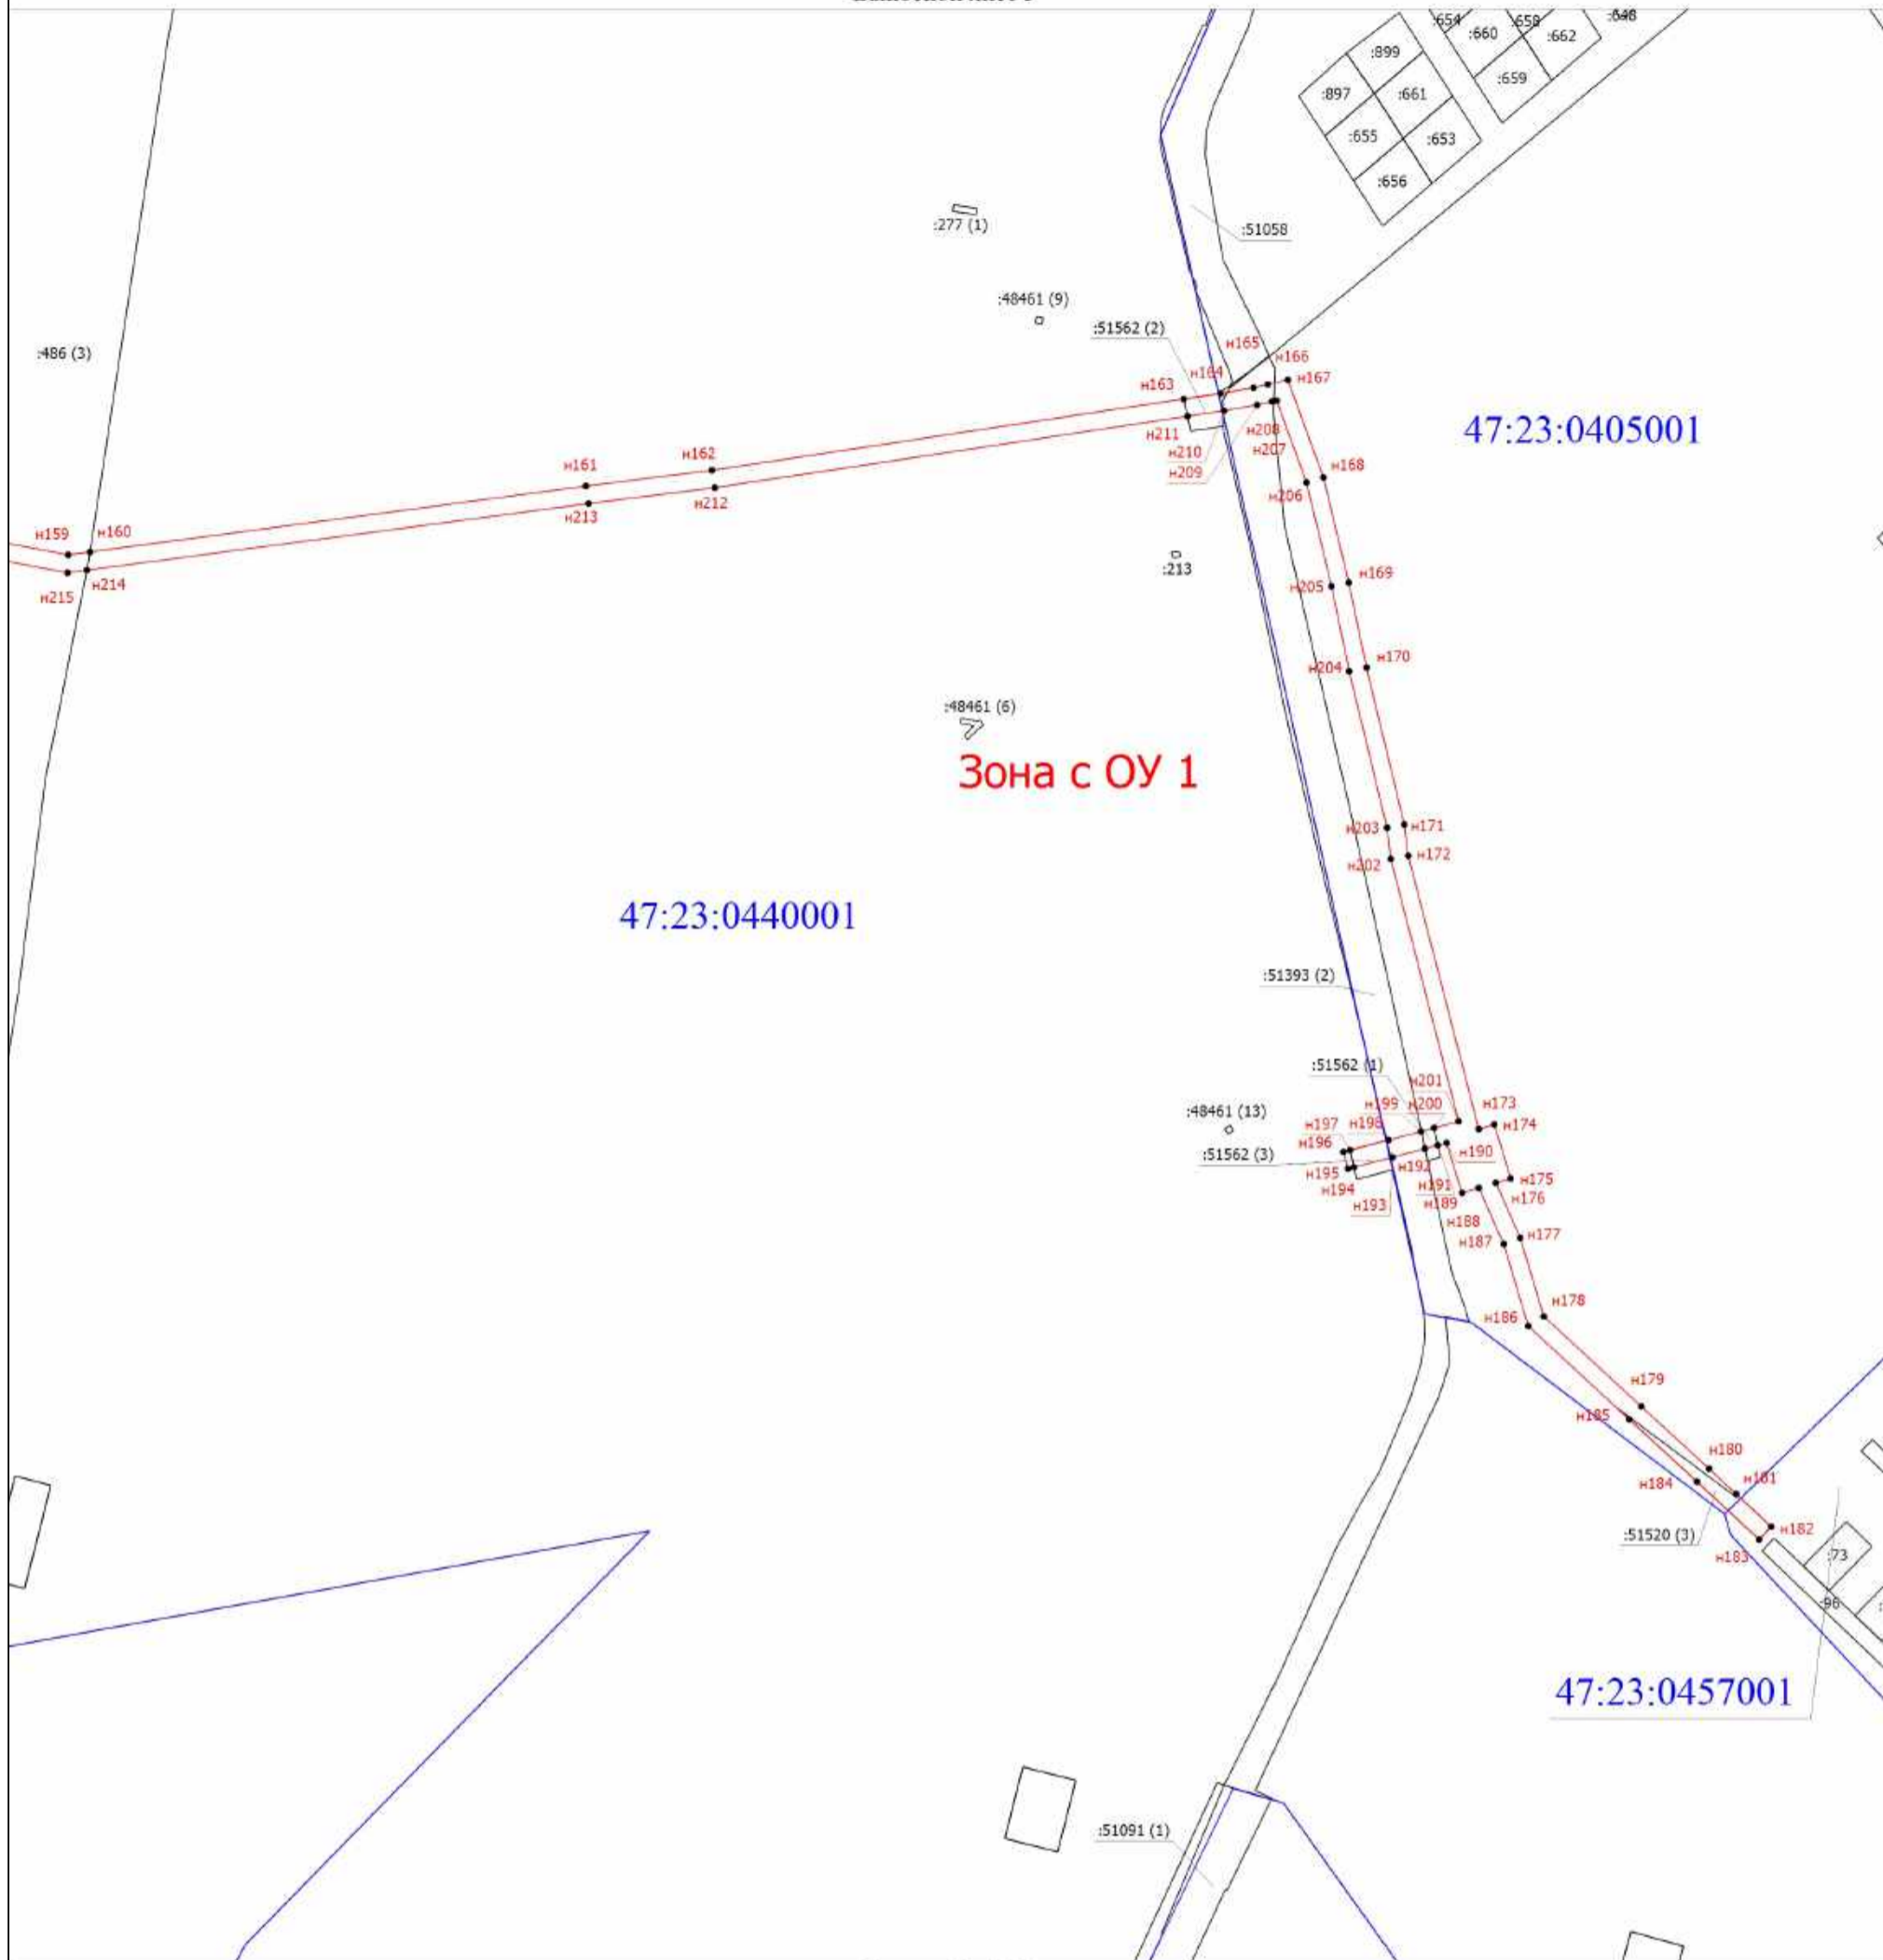 :654
:658
:648
:660
:662
:899
:659
:897
:661
:655
:653
:656
:277 (1)
:51058
:48461 (9)
:51562 (2)
:486 (3)
н165
н166
н164
н167
н163
н211
н208
47:23:0405001
н210
н207
н162
н209
н161
н168
н206
н212
н213
н159
н160
:213
н169
н214
н205
н215
н170
н204
:48461 (6)
Зона с ОУ 1
н203
н171
н172
н202
47:23:0440001
:51393 (2)
:51562 (1)
н201
:48461 (13)
н199
н200
н173
н197
н198
н174
н196
:51562 (3)
н190
н192
н195
н175
н194
н191
н176
н193
н189
н188
н177
н187
н178
н186
н179
н185
н180
н184
н181
:51520 (3)
н182
н183
:73
:96
47:23:0457001
:51091 (1)